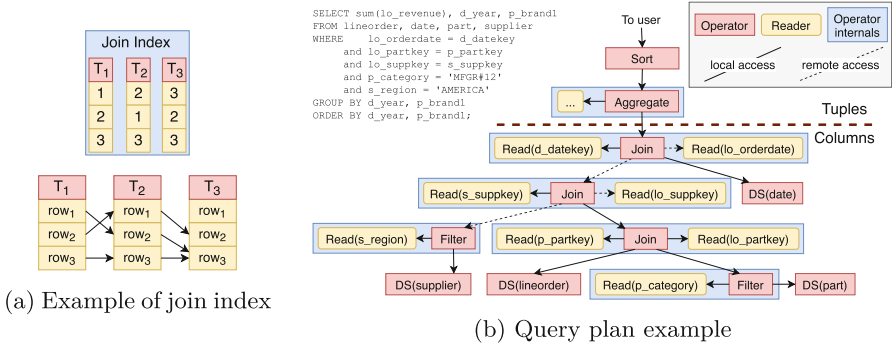 Join Index
T1 T2 T3
1 2 3
2 1 2
3 3 3
T1 T2 T3
row1 row1 row1
row2 row2 row2
row3 row3 row3
(a) Example of join index
SELECT sum(lo_revenue), d_year, p_brand1
FROM lineorder, date, part, supplier
WHERE lo_orderdate = d_datekey
and lo_partkey = p_partkey
and lo_suppkey = s_suppkey
and p_category = 'MFGR#12'
and s_region = 'AMERICA'
GROUP BY d_year, p_brand1
ORDER BY d_year, p_brand1;
To user
Sort
... Aggregate
Operator Reader Operator
internals
local access remote access
Tuples
Columns
Read(d_datekey) Join Read(lo_orderdate)
Read(s_suppkey) Join Read(lo_suppkey) DS(date)
Read(s_region) Filter Read(p_partkey) Join Read(lo_partkey)
DS(supplier) DS(lineorder) Read(p_category) Filter DS(part)
(b) Query plan example